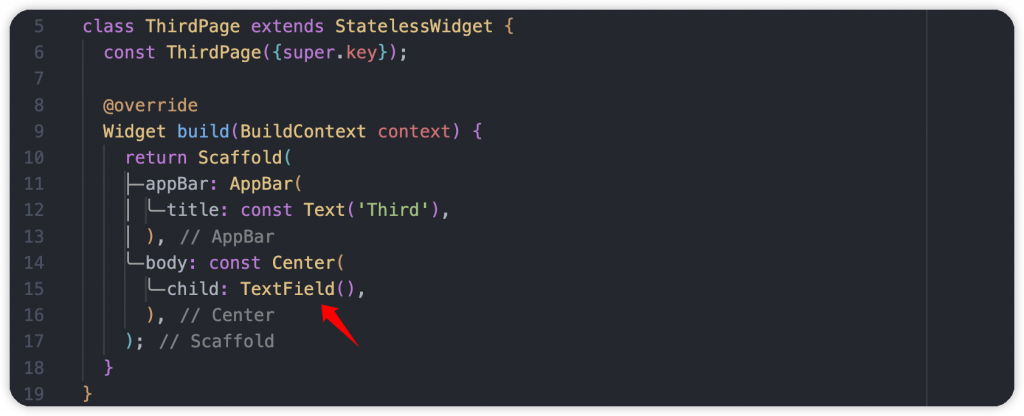 5 class ThirdPage extends StatelessWidget {
6 const ThirdPage({super.key});
7
8 @override
9 Widget build(BuildContext context) {
10 return Scaffold(
11 appBar: AppBar(
12 title: const Text('Third'),
13 ), // AppBar
14 body: const Center(
15 child: TextField(),
16 ), // Center
17 ); // Scaffold
18 }
19 }